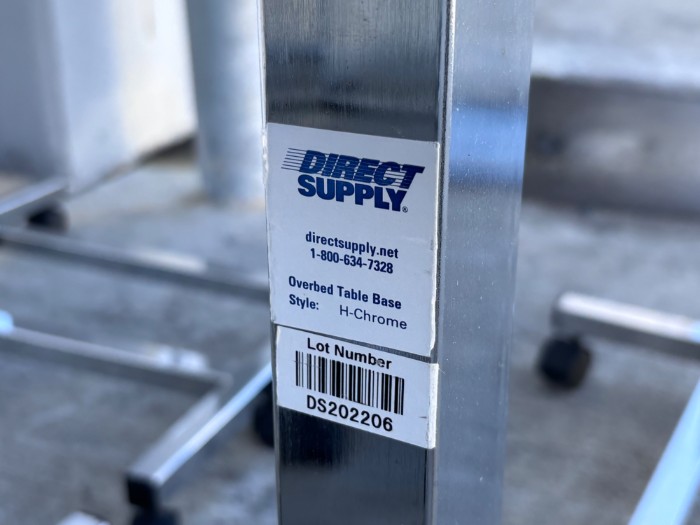 DIRECT
SUPPLY®
directsupply.net
1-800-634-7328
Overbed Table Base
Style: H-Chrome
Lot Number
DS202206